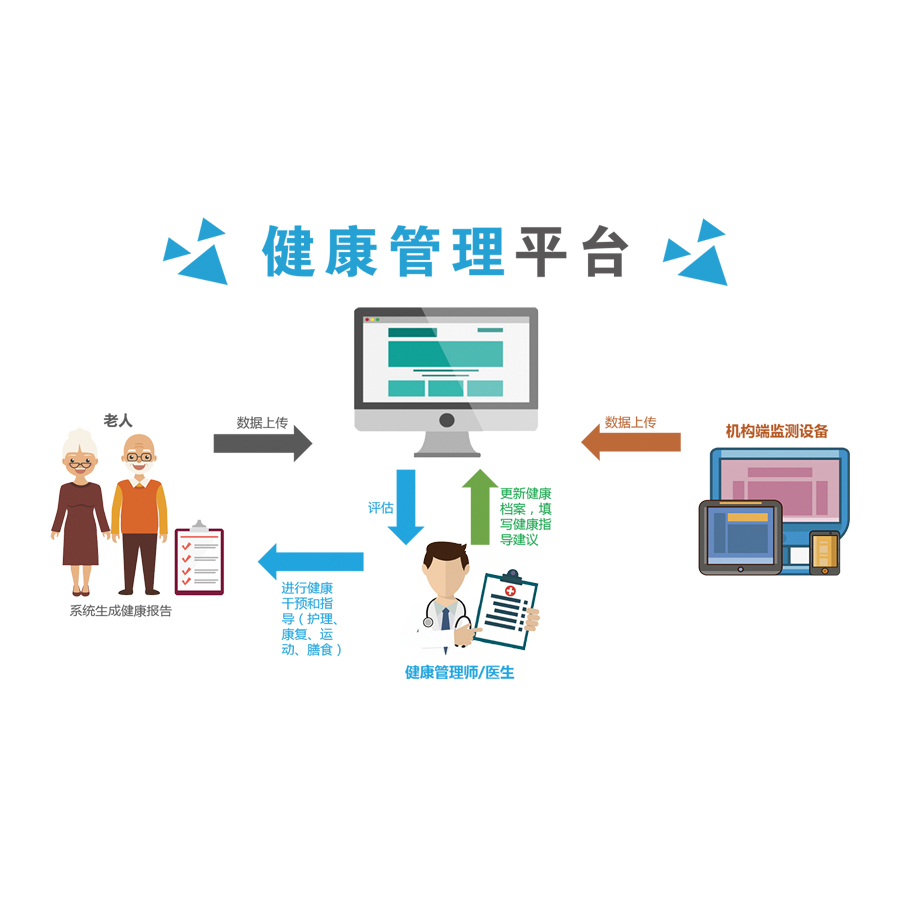 健康管理平台
老人
数据上传
数据上传
机构端监测设备
评估
更新健康
档案，填
写健康指
导建议
进行健康
干预和指
导（护理、
康复、运
动、膳食）
系统生成健康报告
健康管理师/医生